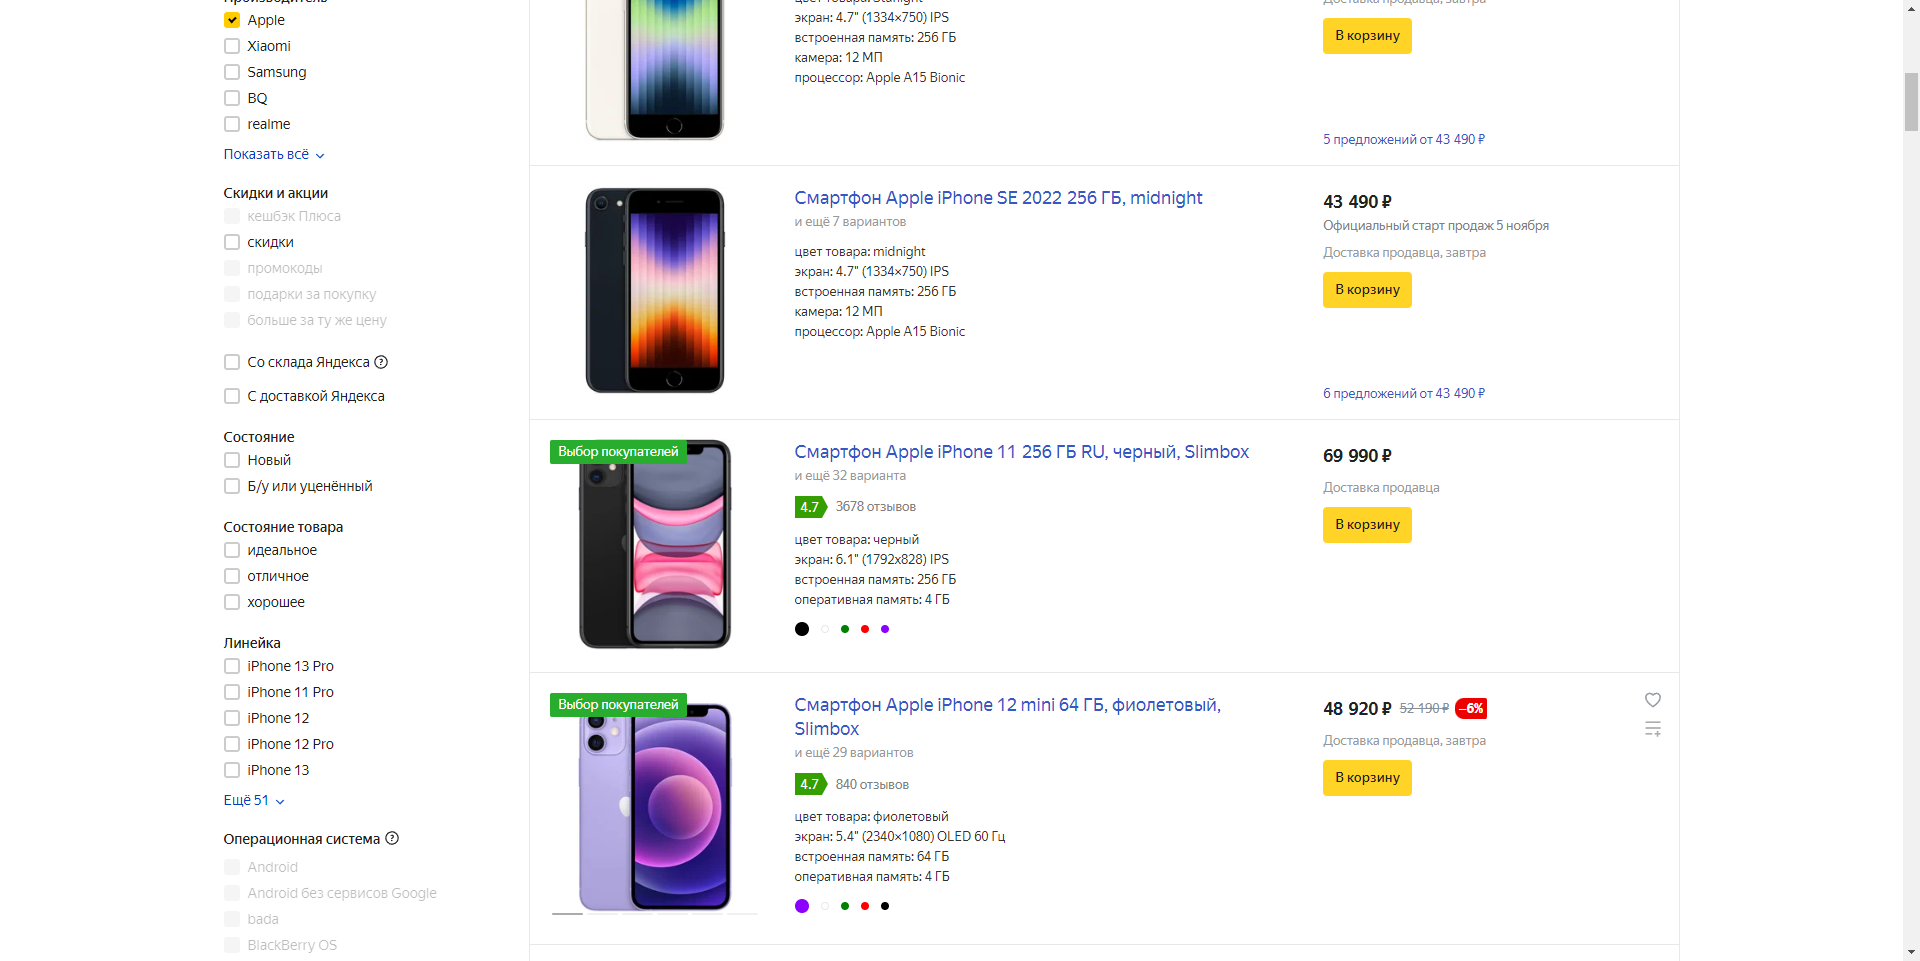 Производитель
Apple
Xiaomi
Samsung
BQ
realme
Показать всё
Скидки и акции
кешбэк Плюса
скидки
промокоды
подарки за покупку
больше за ту же цену
Со склада Яндекса
С доставкой Яндекса
Состояние
Новый
Б/у или уценённый
Состояние товара
идеальное
отличное
хорошее
Линейка
iPhone 13 Pro
iPhone 11 Pro
iPhone 12
iPhone 12 Pro
iPhone 13
Ещё 51
Операционная система
Android
Android без сервисов Google
bada
BlackBerry OS
экран: 4.7" (1334×750) IPS
встроенная память: 256 ГБ
камера: 12 МП
процессор: Apple A15 Bionic
Доставка продавца, завтра
В корзину
5 предложений от 43 490 ₽
Смартфон Apple iPhone SE 2022 256 ГБ, midnight
и ещё 7 вариантов
цвет товара: midnight
экран: 4.7" (1334×750) IPS
встроенная память: 256 ГБ
камера: 12 МП
процессор: Apple A15 Bionic
43 490 ₽
Официальный старт продаж 5 ноября
Доставка продавца, завтра
В корзину
6 предложений от 43 490 ₽
Выбор покупателей
Смартфон Apple iPhone 11 256 ГБ RU, черный, Slimbox
и ещё 32 варианта
4.7 3678 отзывов
цвет товара: черный
экран: 6.1" (1792x828) IPS
встроенная память: 256 ГБ
оперативная память: 4 ГБ
69 990 ₽
Доставка продавца
В корзину
Выбор покупателей
Смартфон Apple iPhone 12 mini 64 ГБ, фиолетовый,
Slimbox
и ещё 29 вариантов
4.7 840 отзывов
цвет товара: фиолетовый
экран: 5.4" (2340×1080) OLED 60 Гц
встроенная память: 64 ГБ
оперативная память: 4 ГБ
48 920 ₽ 52 190 ₽ –6%
Доставка продавца, завтра
В корзину